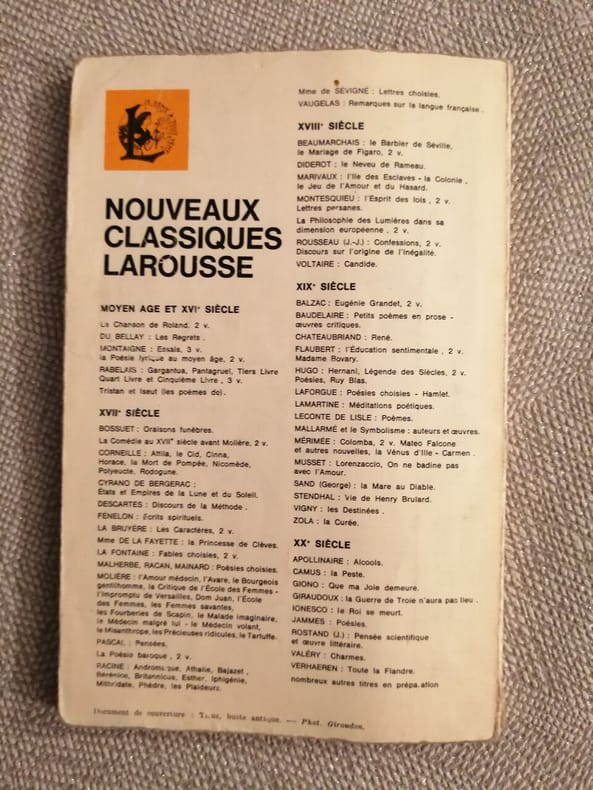 NOUVEAUX
CLASSIQUES
LAROUSSE
MOYEN AGE ET XVIᵉ SIÈCLE
La Chanson de Roland, 2 v.
DU BELLAY : Les Regrets.
MONTAIGNE : Essais, 3 v.
la Poésie lyrique au moyen âge, 2 v.
RABELAIS : Gargantua, Pantagruel, Tiers Livre
Quart Livre et Cinquième Livre, 3 v.
Tristan et Iseut (les poèmes de).
XVIIᵉ SIÈCLE
BOSSUET : Oraisons funèbres.
La Comédie au XVIIᵉ siècle avant Molière, 2 v.
CORNEILLE : Attila, le Cid, Cinna,
Horace, la Mort de Pompée, Nicomède,
Polyeucte, Rodogune.
CYRANO DE BERGERAC :
États et Empires de la Lune et du Soleil.
DESCARTES : Discours de la Méthode.
FÉNELON : Écrits spirituels.
LA BRUYÈRE : Les Caractères, 2 v.
Mme DE LA FAYETTE : la Princesse de Clèves.
LA FONTAINE : Fables choisies, 2 v.
MALHERBE, RACAN, MAINARD : Poésies choisies.
MOLIÈRE : l'Amour médecin, l'Avare, le Bourgeois
gentilhomme, la Critique de l'École des Femmes -
l'Impromptu de Versailles, Dom Juan, l'École
des Femmes, les Femmes savantes,
les Fourberies de Scapin, le Malade imaginaire,
le Médecin malgré lui - le Médecin volant,
le Misanthrope, les Précieuses ridicules, le Tartuffe.
PASCAL : Pensées.
La Poésie baroque, 2 v.
RACINE : Andromaque, Athalie, Bajazet,
Bérénice, Britannicus, Esther, Iphigénie,
Mithridate, Phèdre, les Plaideurs.
Mme de SÉVIGNÉ : Lettres choisies.
VAUGELAS : Remarques sur la langue française.
XVIIIᵉ SIÈCLE
BEAUMARCHAIS : le Barbier de Séville,
le Mariage de Figaro, 2 v.
DIDEROT : le Neveu de Rameau.
MARIVAUX : l'Ile des Esclaves - la Colonie,
le Jeu de l'Amour et du Hasard.
MONTESQUIEU : l'Esprit des lois, 2 v.
Lettres persanes.
La Philosophie des Lumières dans sa
dimension européenne, 2 v.
ROUSSEAU (J.-J.) : Confessions, 2 v.
Discours sur l'origine de l'inégalité.
VOLTAIRE : Candide.
XIXᵉ SIÈCLE
BALZAC : Eugénie Grandet, 2 v.
BAUDELAIRE : Petits poèmes en prose -
œuvres critiques.
CHATEAUBRIAND : René.
FLAUBERT : l'Éducation sentimentale, 2 v.
Madame Bovary.
HUGO : Hernani, Légende des Siècles, 2 v.
Poésies, Ruy Blas.
LAFORGUE : Poésies choisies - Hamlet.
LAMARTINE : Méditations poétiques.
LECONTE DE LISLE : Poèmes.
MALLARMÉ et le Symbolisme : auteurs et œuvres.
MÉRIMÉE : Colomba, 2 v. Mateo Falcone
et autres nouvelles, la Vénus d'Ille - Carmen.
MUSSET : Lorenzaccio, On ne badine pas
avec l'Amour.
SAND (George) : la Mare au Diable.
STENDHAL : Vie de Henry Brulard.
VIGNY : les Destinées.
ZOLA : la Curée.
XXᵉ SIÈCLE
APOLLINAIRE : Alcools.
CAMUS : la Peste.
GIONO : Que ma Joie demeure.
GIRAUDOUX : la Guerre de Troie n'aura pas lieu.
IONESCO : le Roi se meurt.
JAMMES : Poésies.
ROSTAND (J.) : Pensée scientifique
et œuvre littéraire.
VALÉRY : Charmes.
VERHAEREN : Toute la Flandre.
nombreux autres titres en préparation
Document de couverture : Titus, buste antique. — Phot. Giraudon.